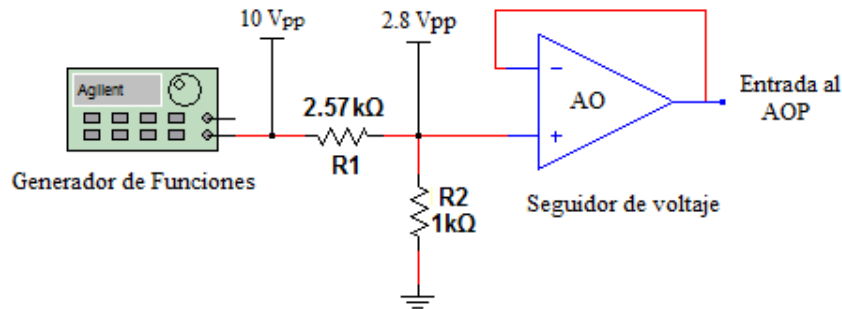 10 Vpp
2.8 Vpp
Agilent
2.57kΩ
R1
Generador de Funciones
R2
1kΩ
−
+
AO
Seguidor de voltaje
Entrada al
AOP